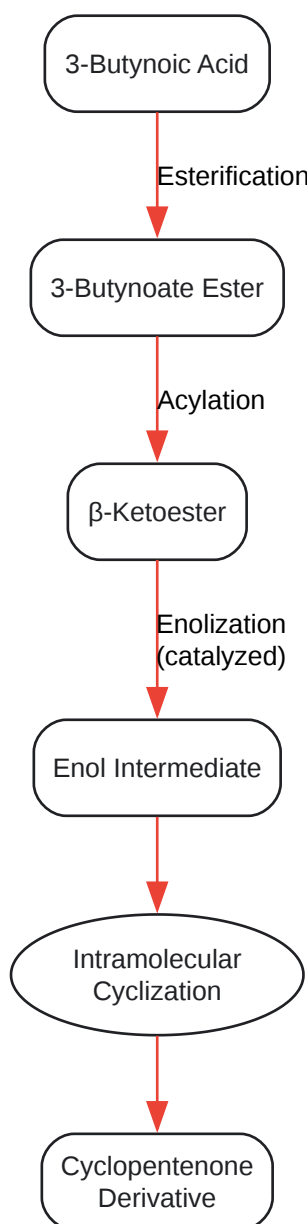 3-Butynoic Acid
Esterification
3-Butynoate Ester
Acylation
β-Ketoester
Enolization
(catalyzed)
Enol Intermediate
Intramolecular
Cyclization
Cyclopentenone
Derivative